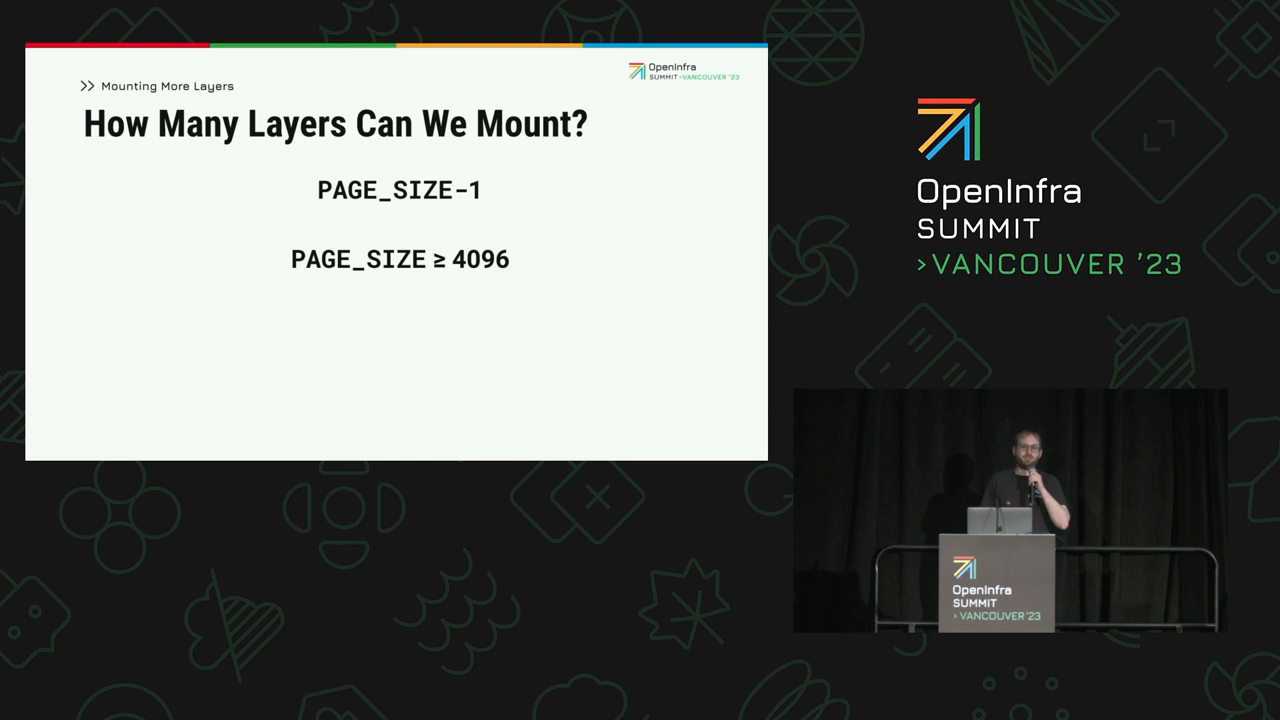 OpenInfra
SUMMIT >VANCOUVER '23
>> Mounting More Layers
How Many Layers Can We Mount?
PAGE_SIZE-1
PAGE_SIZE ≥ 4096
OpenInfra
SUMMIT
>VANCOUVER '23
OpenInfra
SUMMIT
>VANCOUVER '23